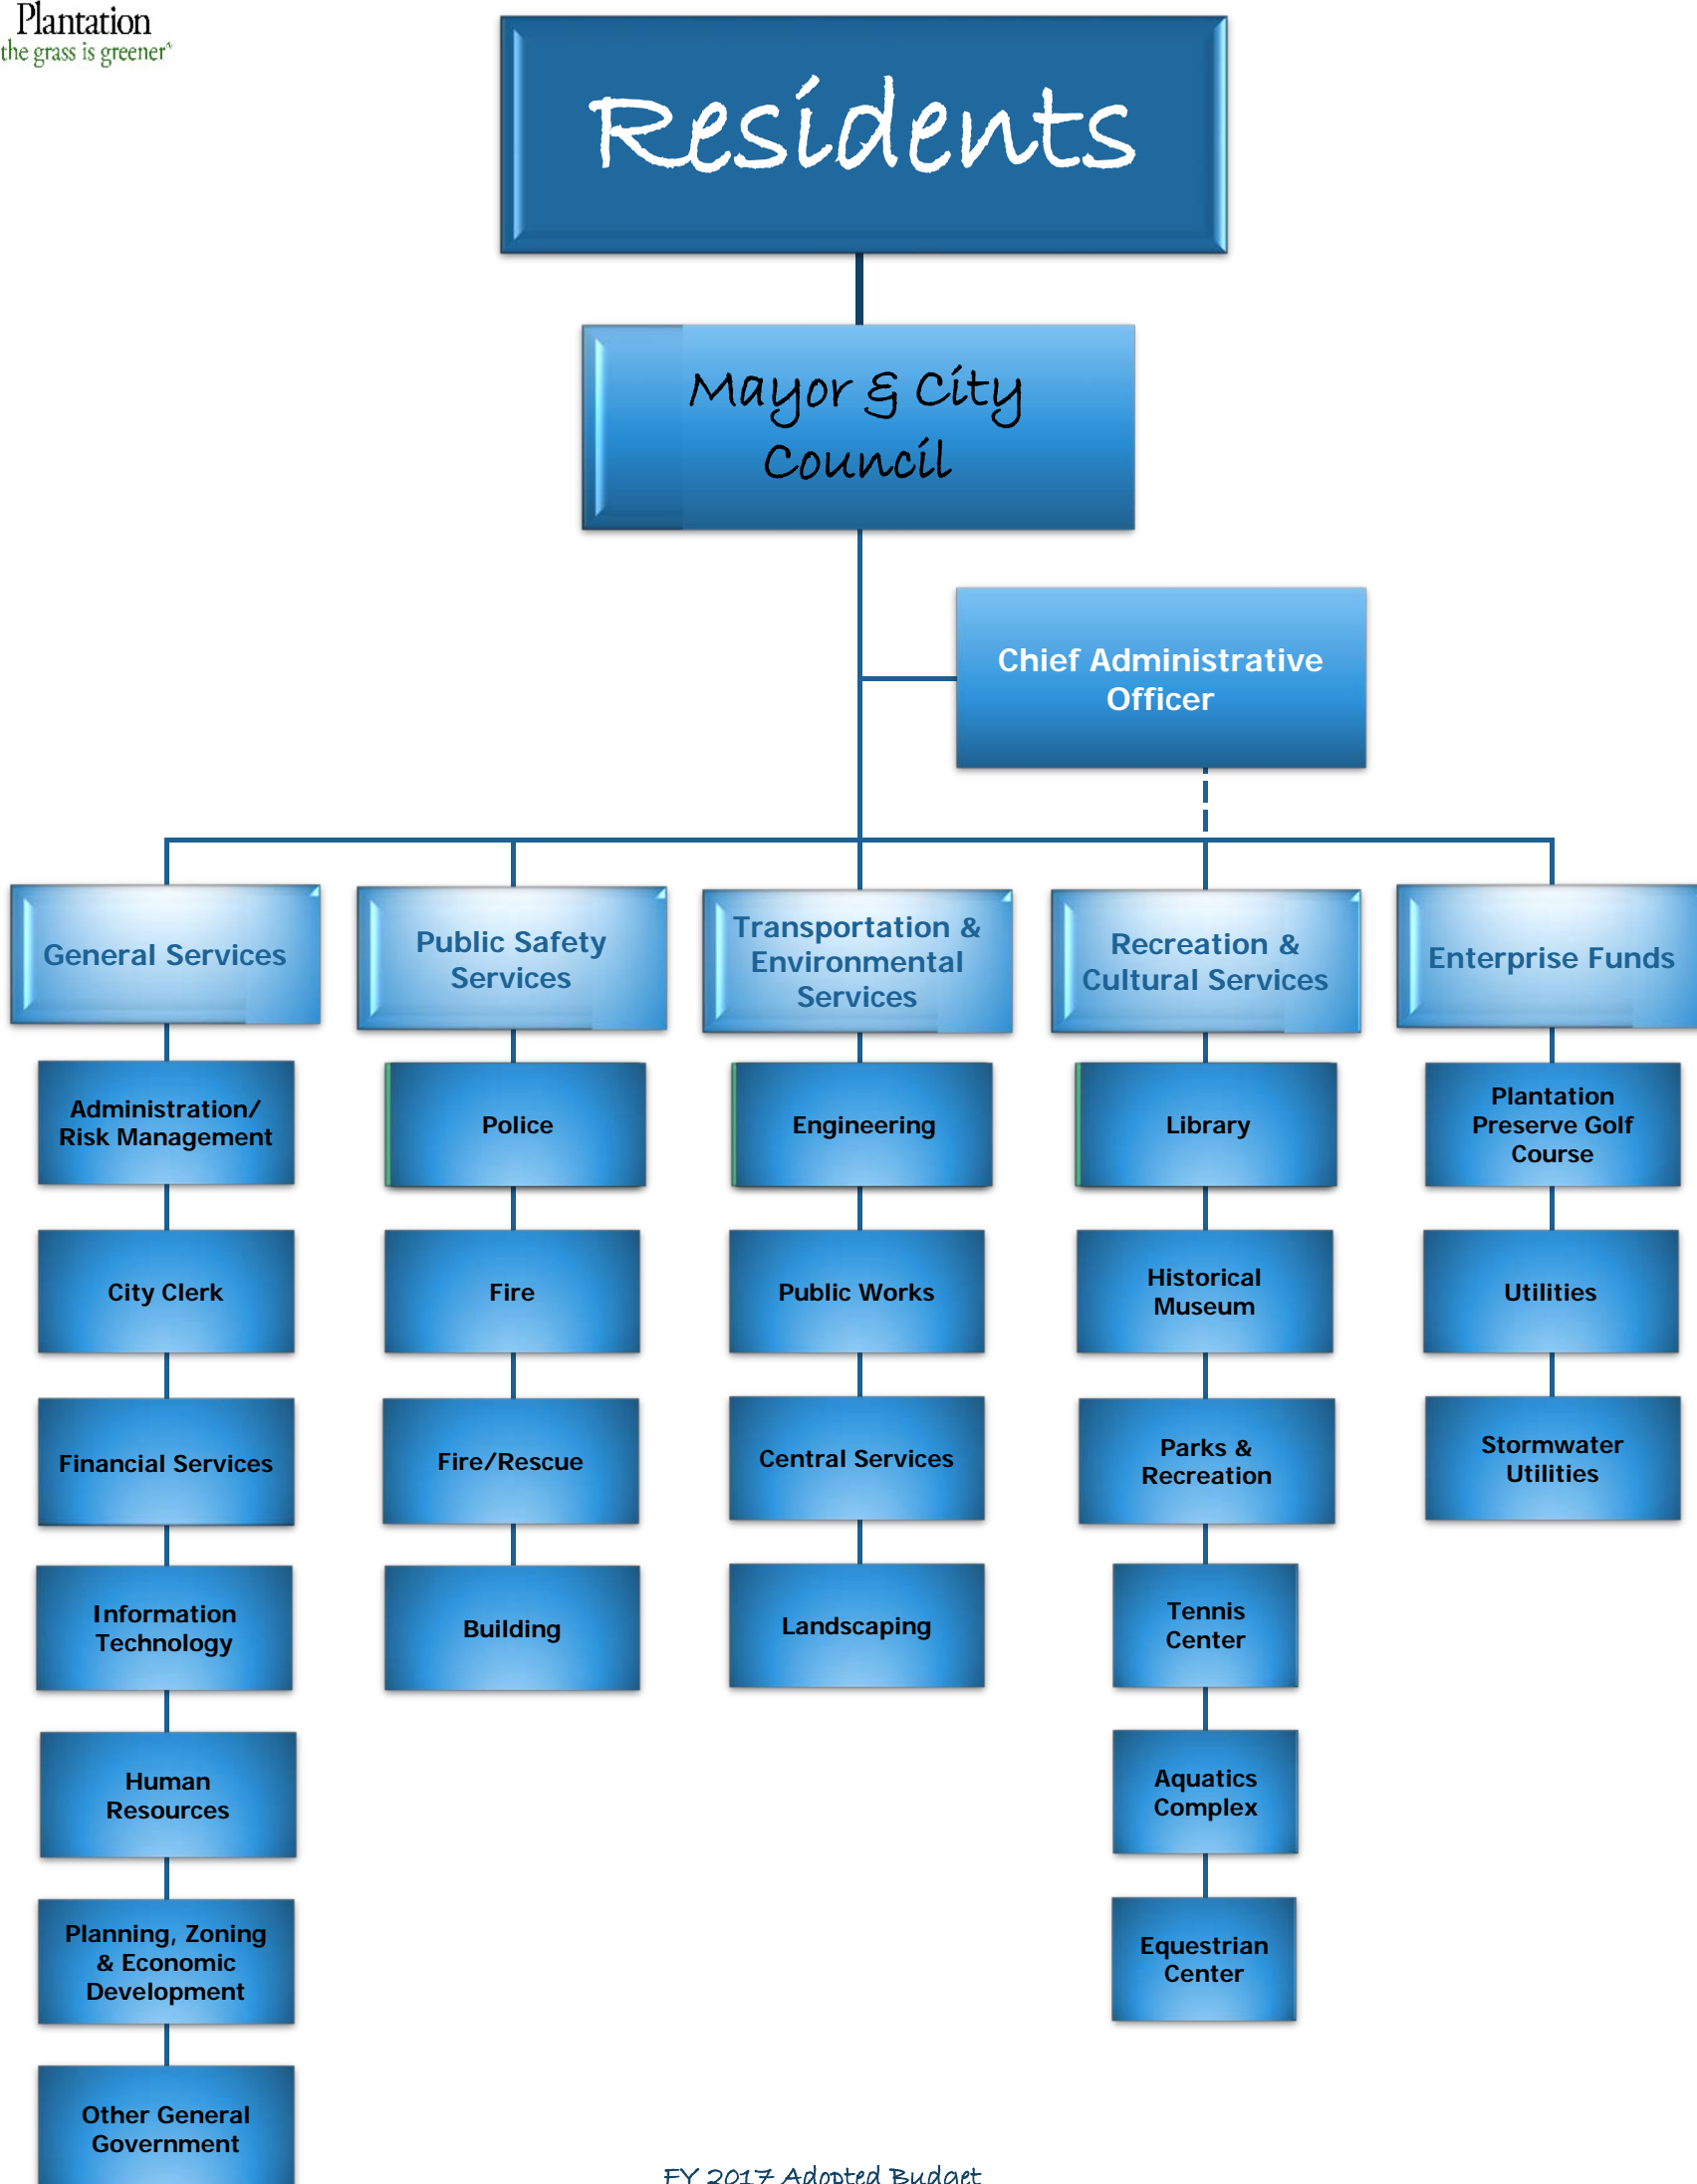 Plantation
the grass is greener
Residents
Mayor & City
Council
Chief Administrative
Officer
General Services
Public Safety
Services
Transportation &
Environmental
Services
Recreation &
Cultural Services
Enterprise Funds
Administration/
Risk Management
City Clerk
Financial Services
Information
Technology
Human
Resources
Planning, Zoning
& Economic
Development
Other General
Government
Police
Fire
Fire/Rescue
Building
Engineering
Public Works
Central Services
Landscaping
Library
Historical
Museum
Parks &
Recreation
Tennis
Center
Aquatics
Complex
Equestrian
Center
Plantation
Preserve Golf
Course
Utilities
Stormwater
Utilities
FY 2017 Adopted Budget